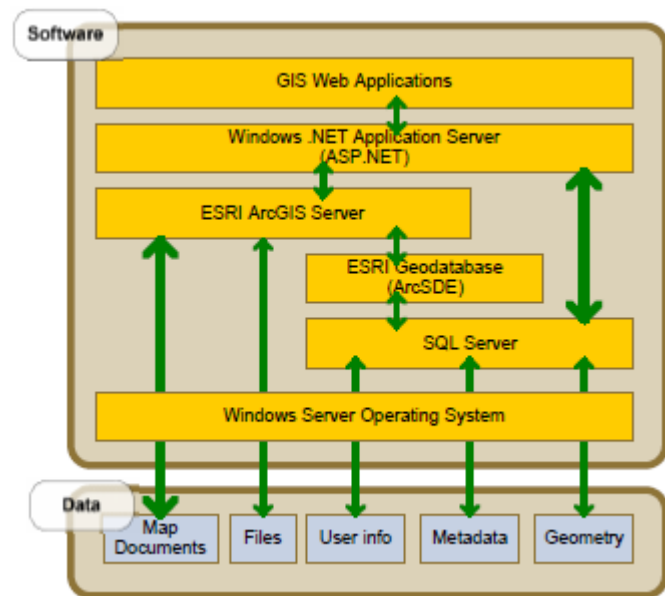 Software
GIS Web Applications
Windows .NET Application Server
(ASP.NET)
ESRI ArcGIS Server
ESRI Geodatabase
(ArcSDE)
SQL Server
Windows Server Operating System
Data
Map
Documents
Files
User info
Metadata
Geometry